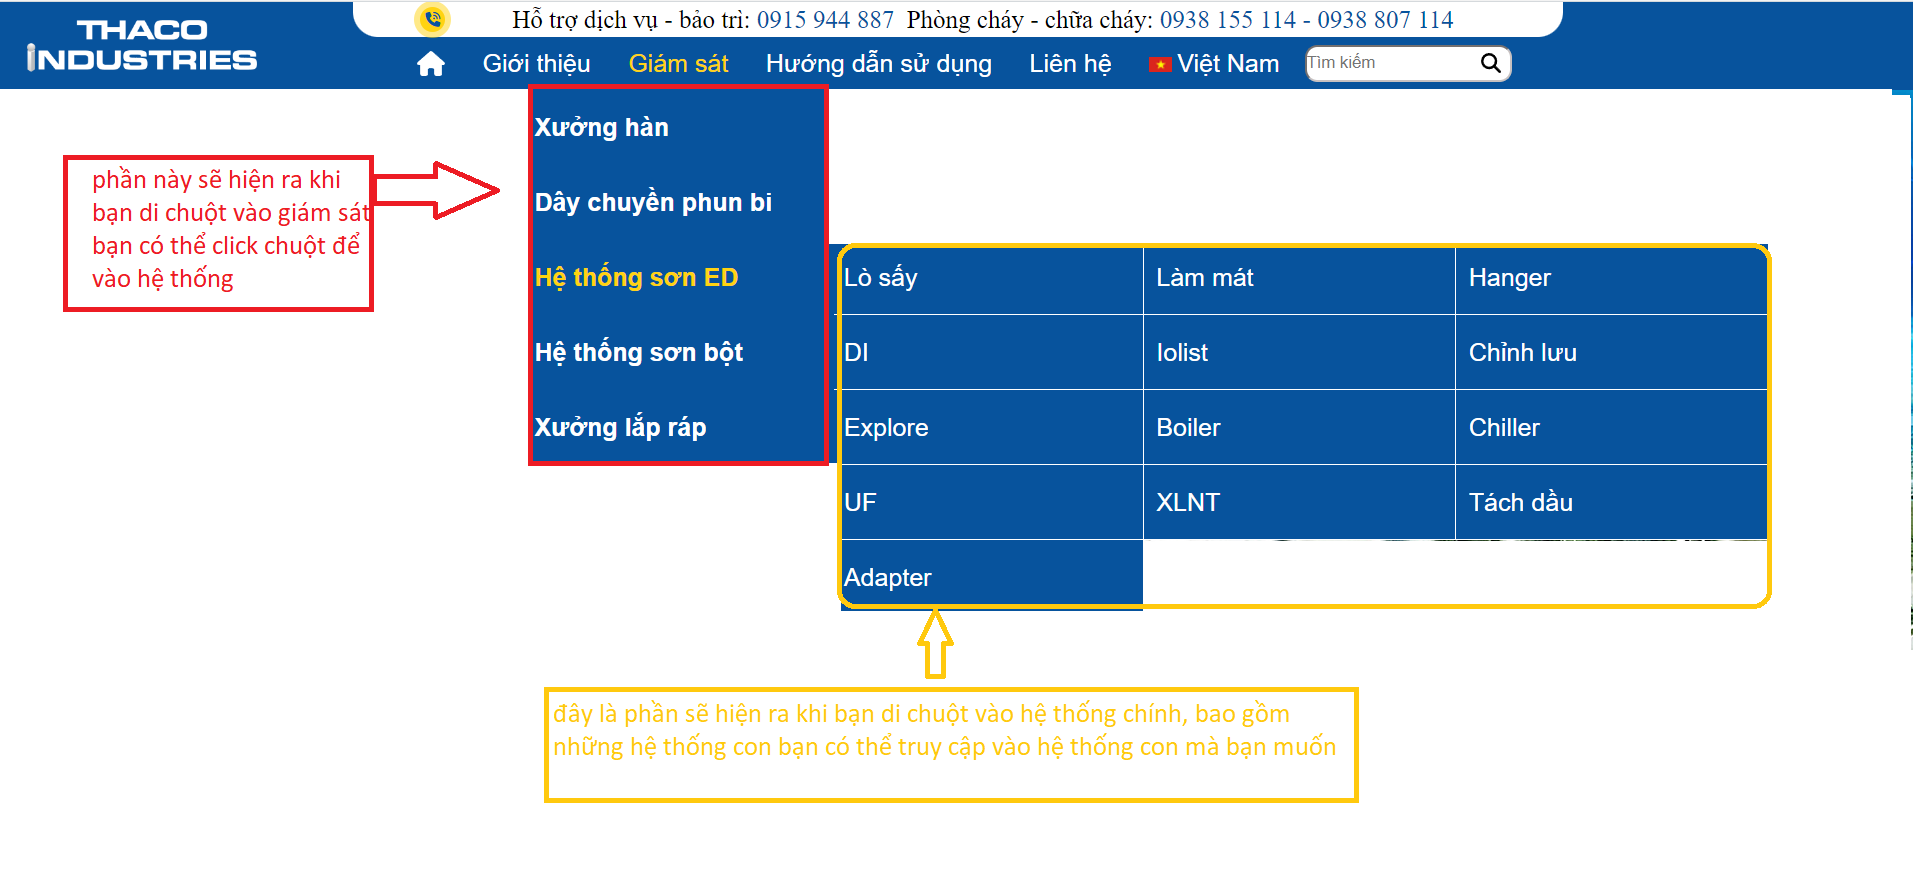 THACO
INDUSTRIES
Hỗ trợ dịch vụ - bảo trì: 0915 944 887 Phòng cháy - chữa cháy: 0938 155 114 - 0938 807 114
Giới thiệu Giám sát Hướng dẫn sử dụng Liên hệ Việt Nam Tìm kiếm
Xưởng hàn
Dây chuyền phun bi
Hệ thống sơn ED
Hệ thống sơn bột
Xưởng lắp ráp
phần này sẽ hiện ra khi
bạn di chuột vào giám sát
bạn có thể click chuột để
vào hệ thống
Lò sấy Làm mát Hanger
DI Iolist Chỉnh lưu
Explore Boiler Chiller
UF XLNT Tách dầu
Adapter
đây là phần sẽ hiện ra khi bạn di chuột vào hệ thống chính, bao gồm
những hệ thống con bạn có thể truy cập vào hệ thống con mà bạn muốn